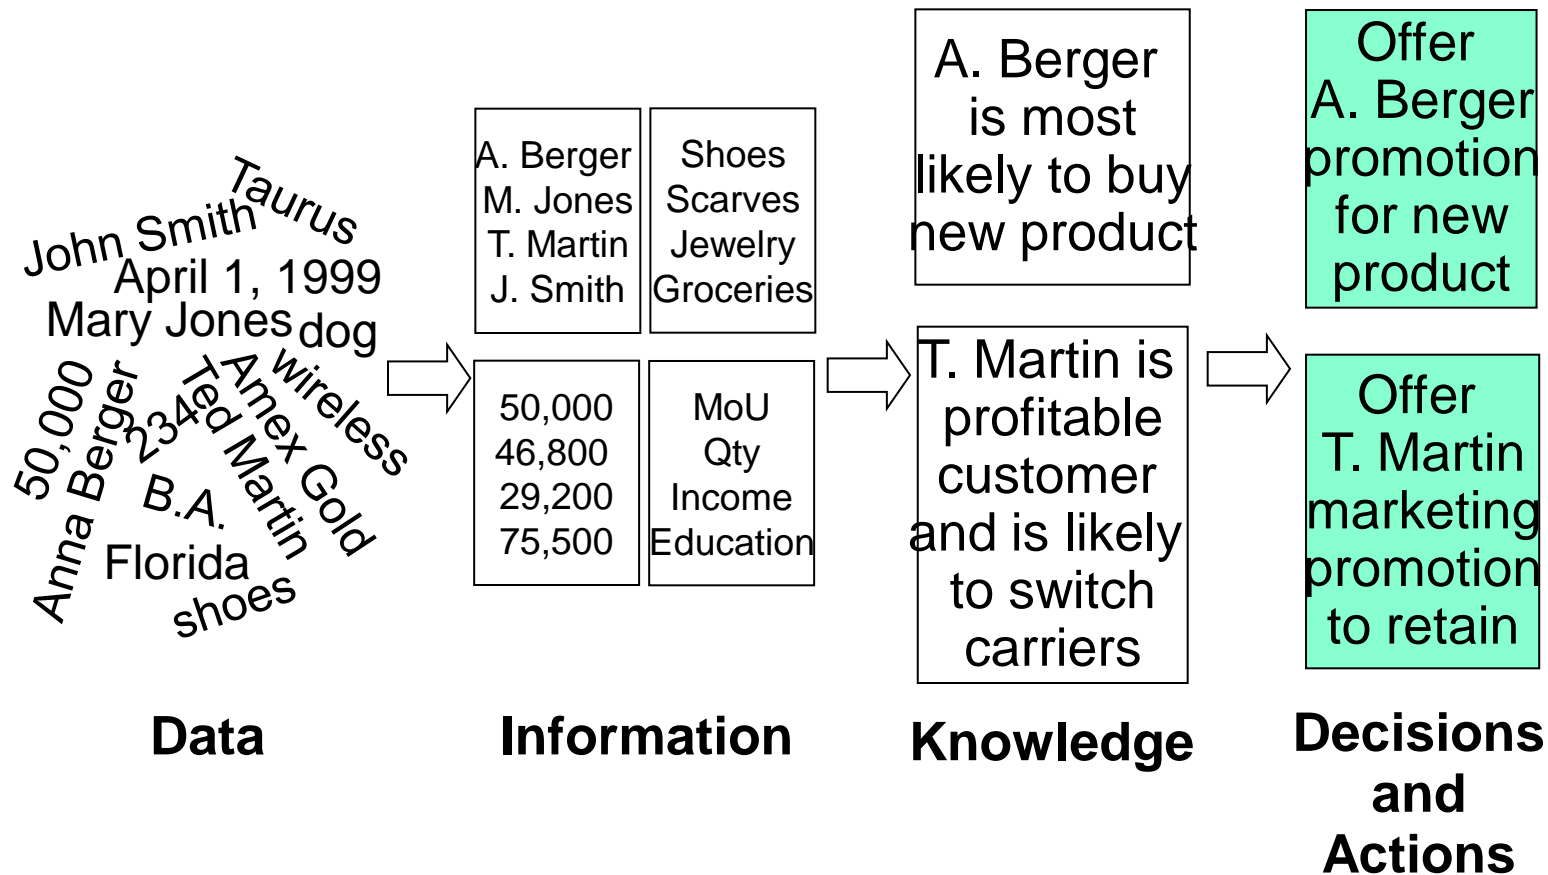 Taurus
John Smith
April 1, 1999
Mary Jones
dog
50,000
Anna Berger
234
Ted Martin
Amex Gold
wireless
B.A.
Florida
shoes
Data
A. Berger
M. Jones
T. Martin
J. Smith
Shoes
Scarves
Jewelry
Groceries
50,000
46,800
29,200
75,500
MoU
Qty
Income
Education
Information
A. Berger
is most
likely to buy
new product
T. Martin is
profitable
customer
and is likely
to switch
carriers
Knowledge
Offer
A. Berger
promotion
for new
product
Offer
T. Martin
marketing
promotion
to retain
Decisions
and
Actions